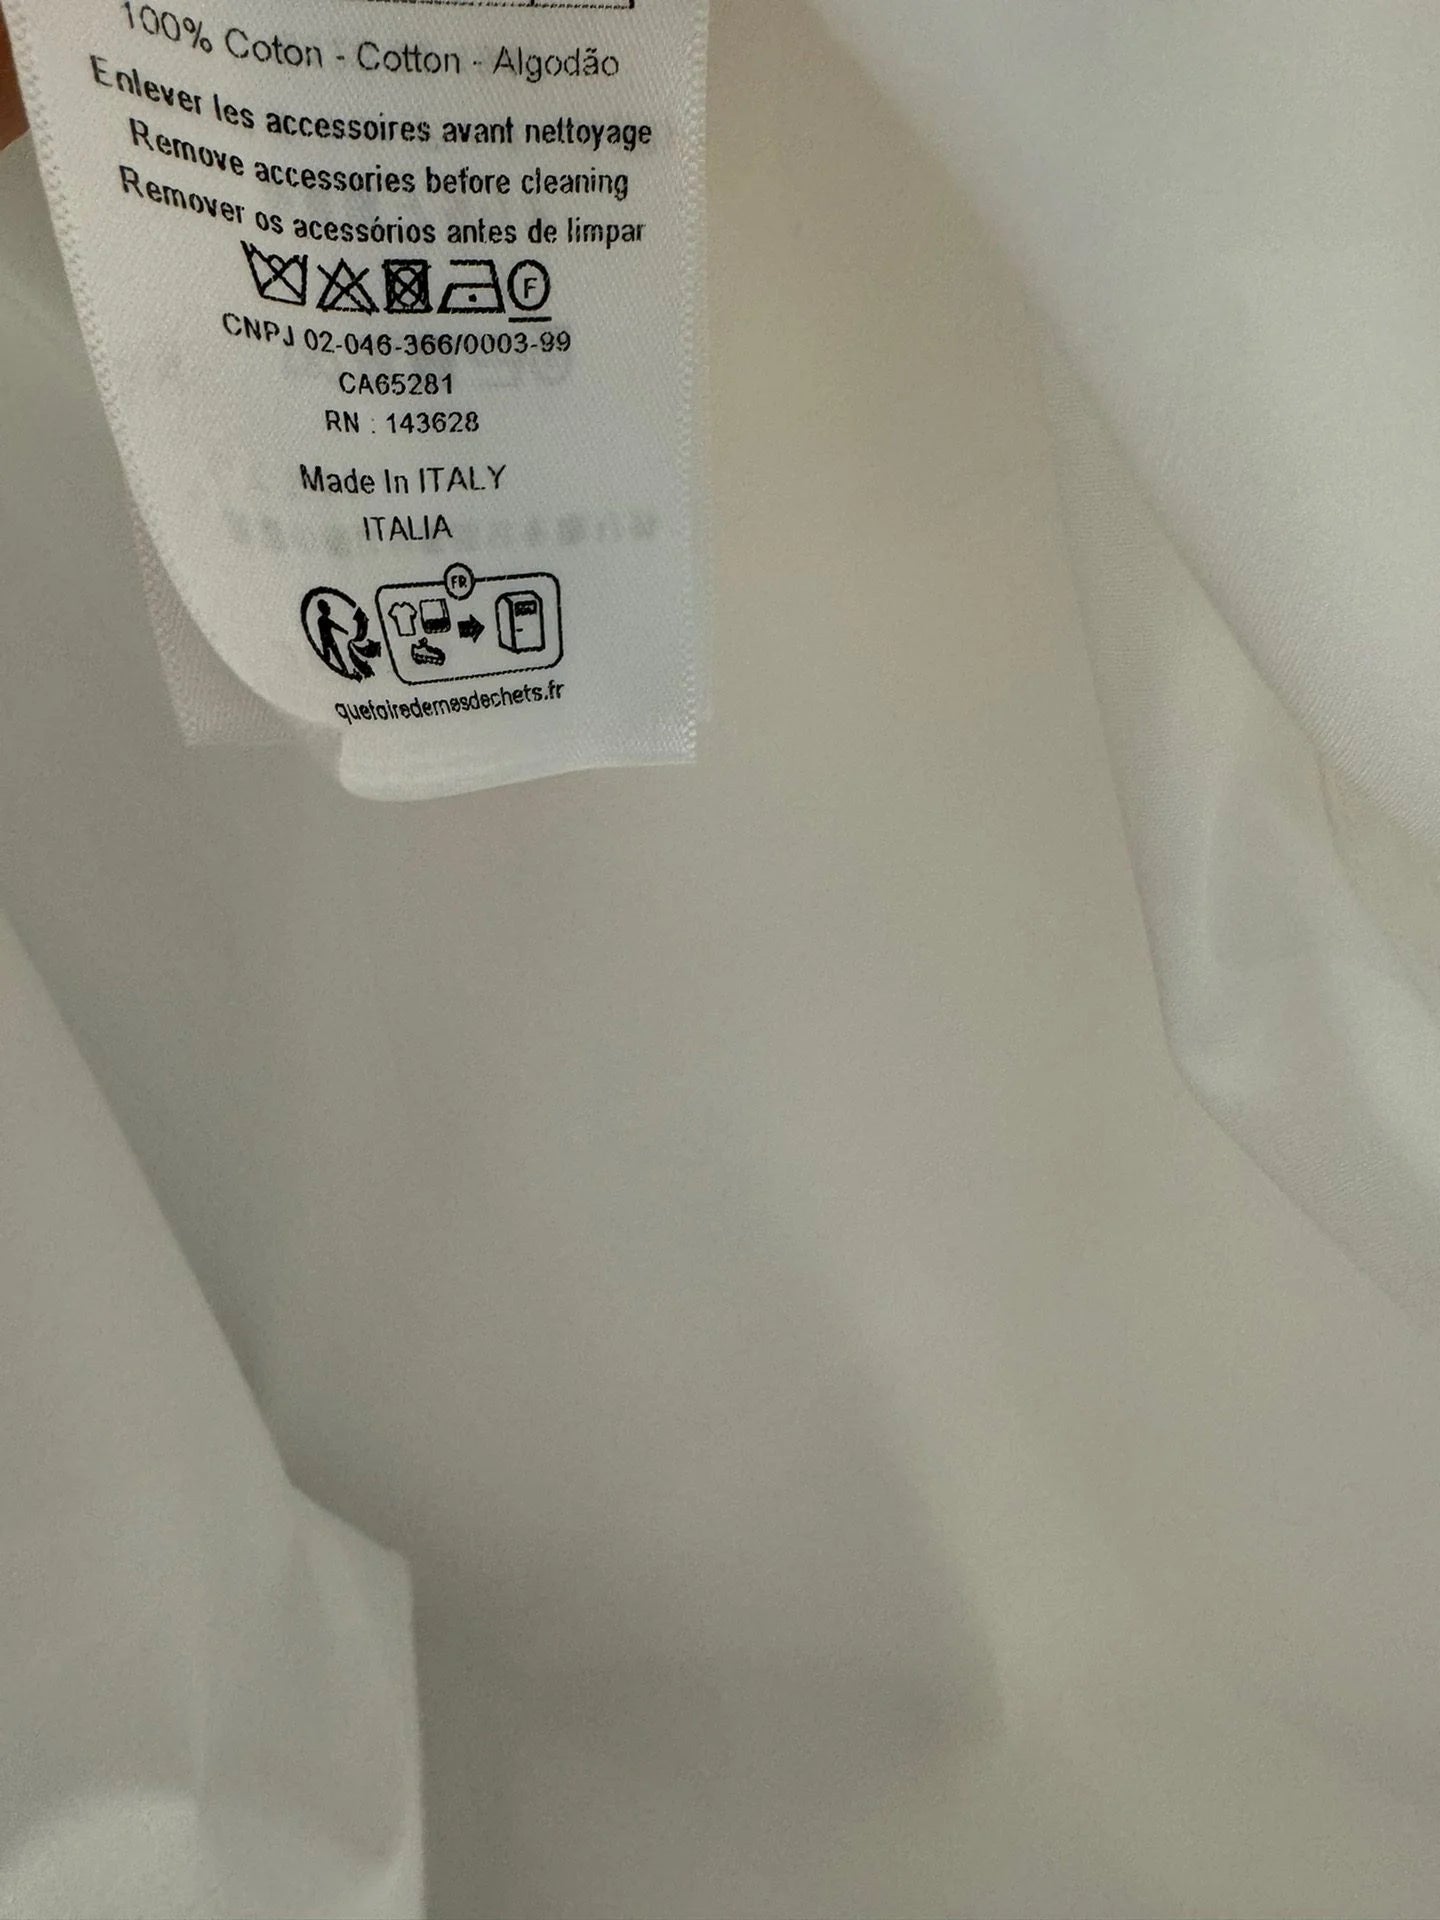 100% Coton - Cotton - Algodão
Enlever les accessoires avant nettoyage
Remove accessories before cleaning
Remover os acessórios antes de limpar
F
CNPJ 02-046-366/0003-99
CA65281
RN : 143628
Made In ITALY
ITALIA
FR
quefairedemesdechets.fr